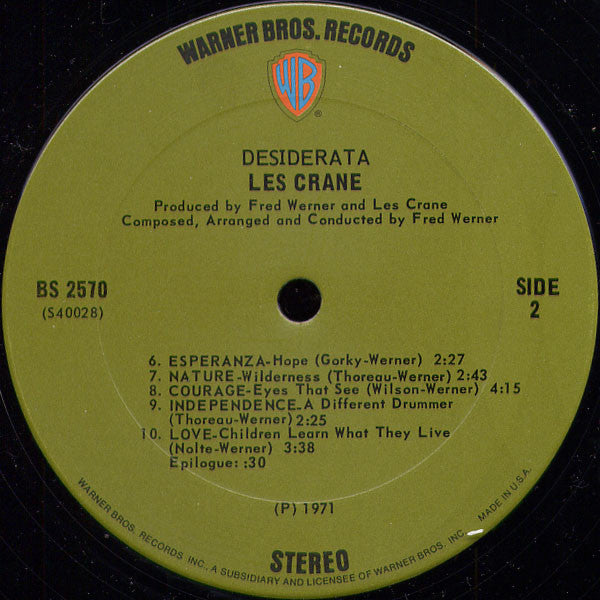 WARNER BROS. RECORDS
WB
®
DESIDERATA
LES CRANE
Produced by Fred Werner and Les Crane
Composed, Arranged and Conducted by Fred Werner
BS 2570
(S40028)
SIDE
2
6. ESPERANZA-Hope (Gorky-Werner) 2:27
7. NATURE-Wilderness (Thoreau-Werner) 2:43
8. COURAGE-Eyes That See (Wilson-Werner) 4:15
9. INDEPENDENCE-A Different Drummer
(Thoreau-Werner) 2:25
10. LOVE-Children Learn What They Live
(Nolte-Werner) 3:38
Epilogue: :30
(P) 1971
STEREO
WARNER BROS. RECORDS INC., A SUBSIDIARY AND LICENSEE OF WARNER BROS. INC. MADE IN U.S.A.